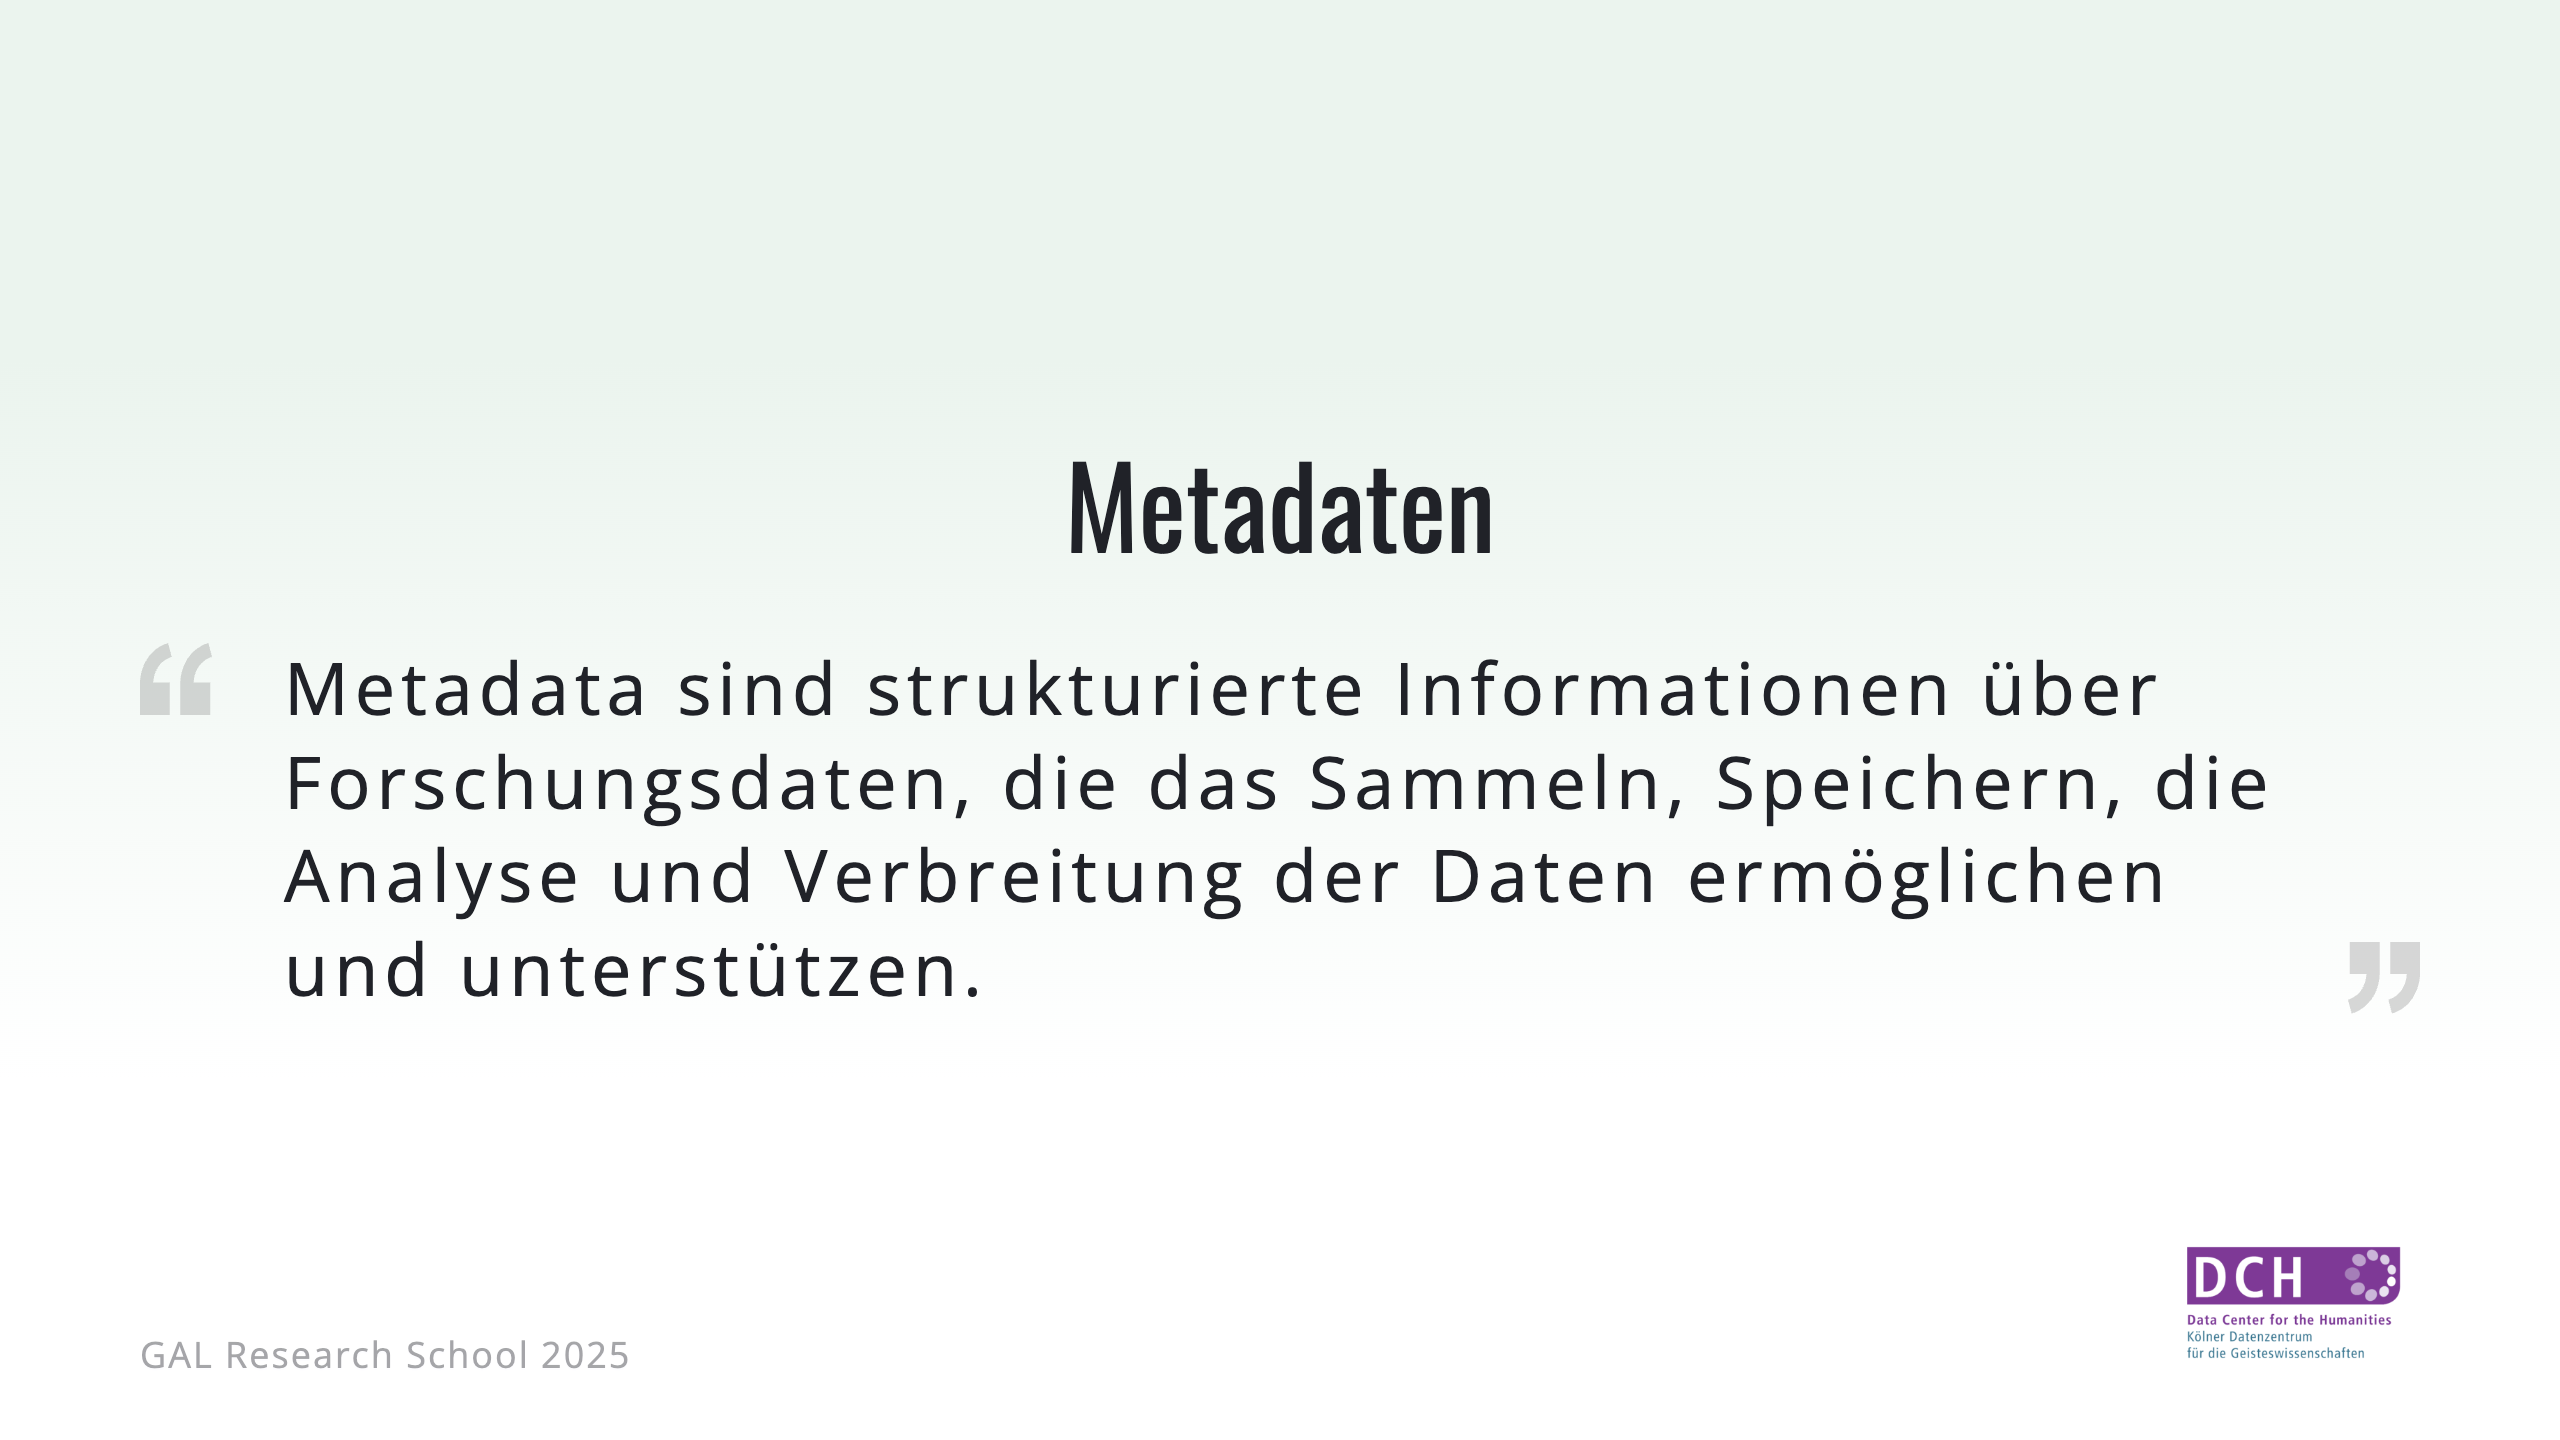 Metadaten
“
Metadata sind strukturierte Informationen über
Forschungsdaten, die das Sammeln, Speichern, die
Analyse und Verbreitung der Daten ermöglichen
und unterstützen.
”
DCH
Data Center for the Humanities
Kölner Datenzentrum
für die Geisteswissenschaften
GAL Research School 2025